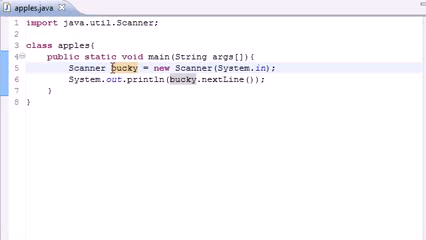 apples.java
1 import java.util.Scanner;
2
3 class apples{
4 public static void main(String args[]){
5 Scanner bucky = new Scanner(System.in);
6 System.out.println(bucky.nextLine());
7 }
8 }